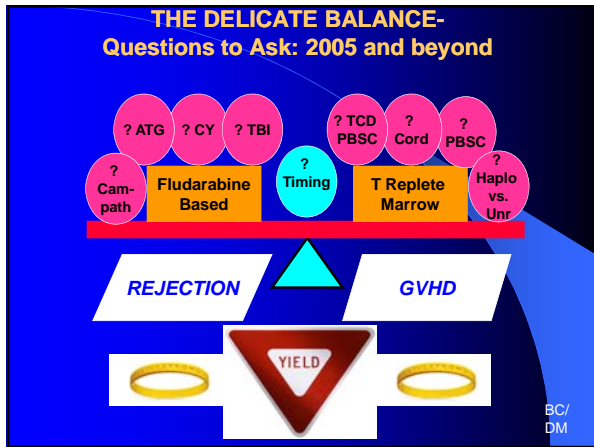 THE DELICATE BALANCE-
Questions to Ask: 2005 and beyond
? ATG
? CY
? TBI
? TCD
PBSC
?
Cord
?
PBSC
?
Cam-
path
Fludarabine
Based
?
Timing
T Replete
Marrow
?
Haplo
vs.
Unr
REJECTION
GVHD
YIELD
BC/
DM